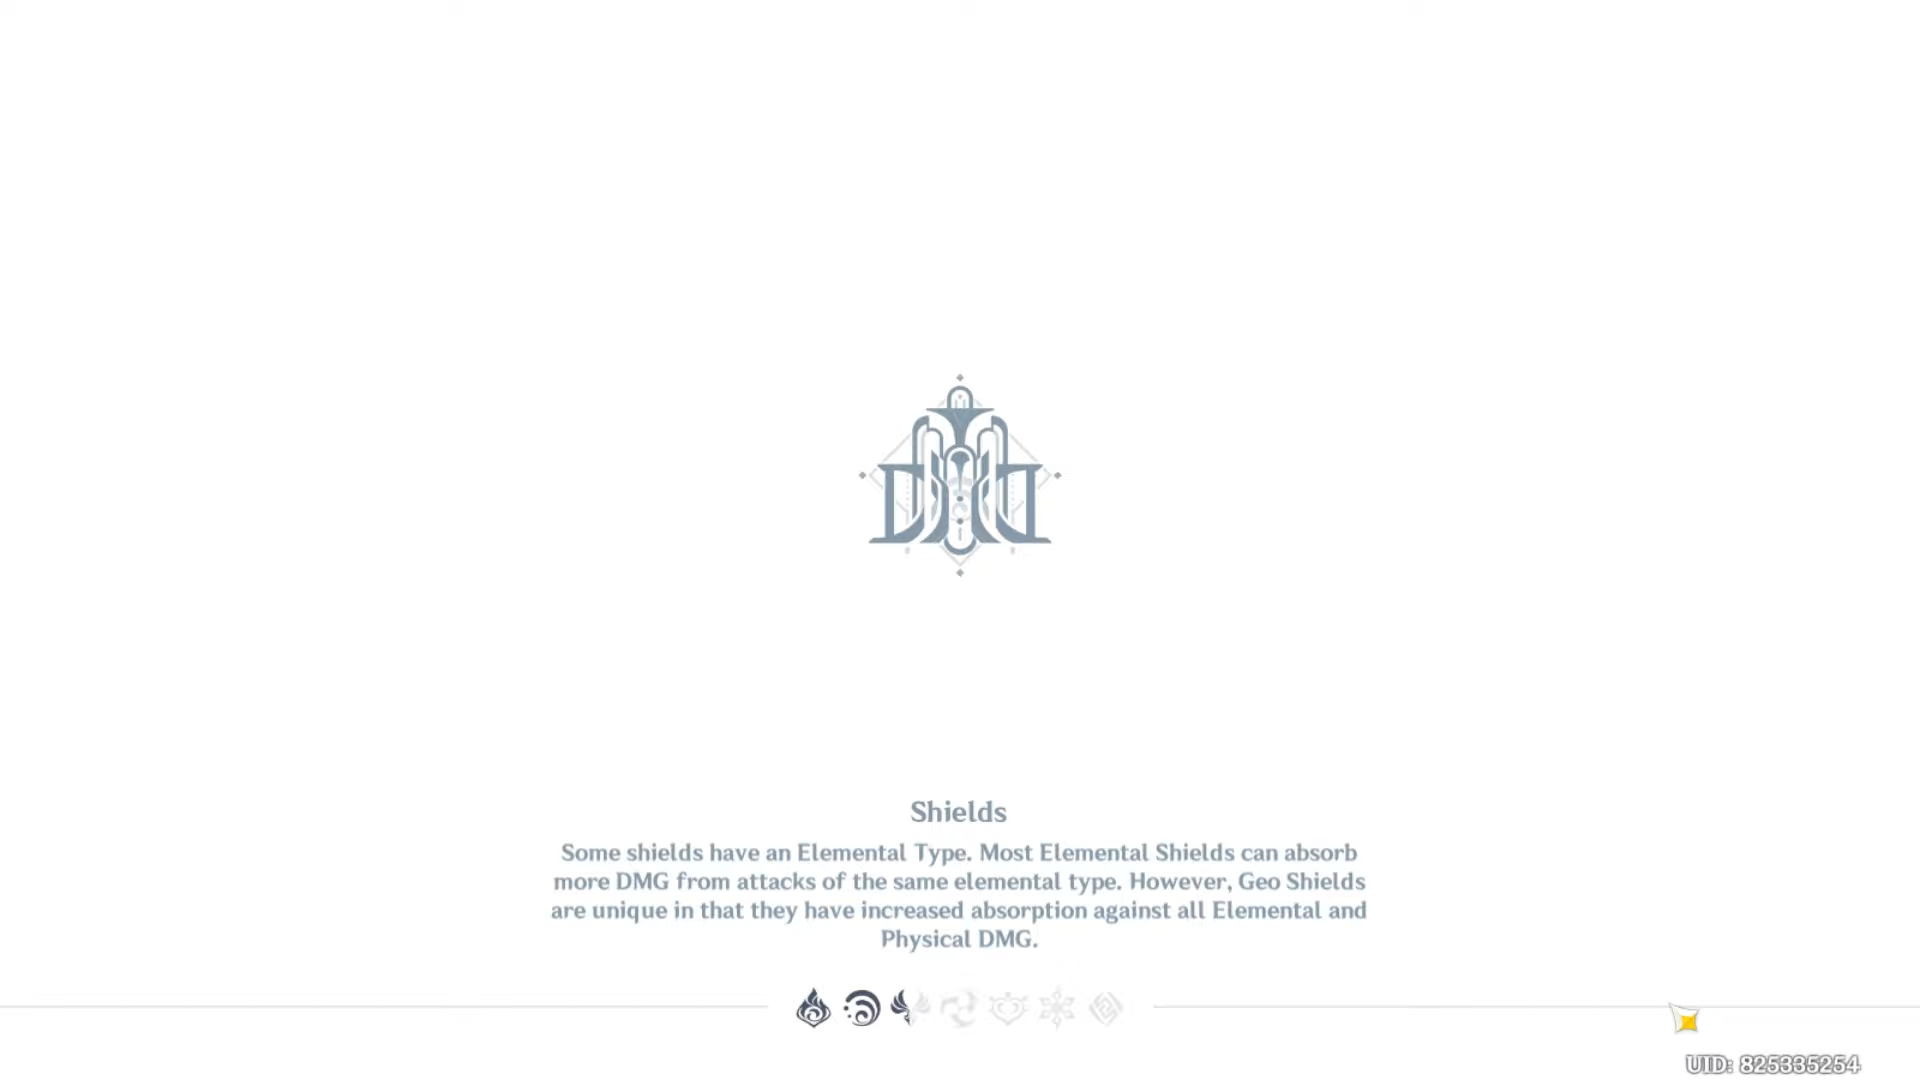 Shields
Some shields have an Elemental Type. Most Elemental Shields can absorb
more DMG from attacks of the same elemental type. However, Geo Shields
are unique in that they have increased absorption against all Elemental and
Physical DMG.
UID: 825335254